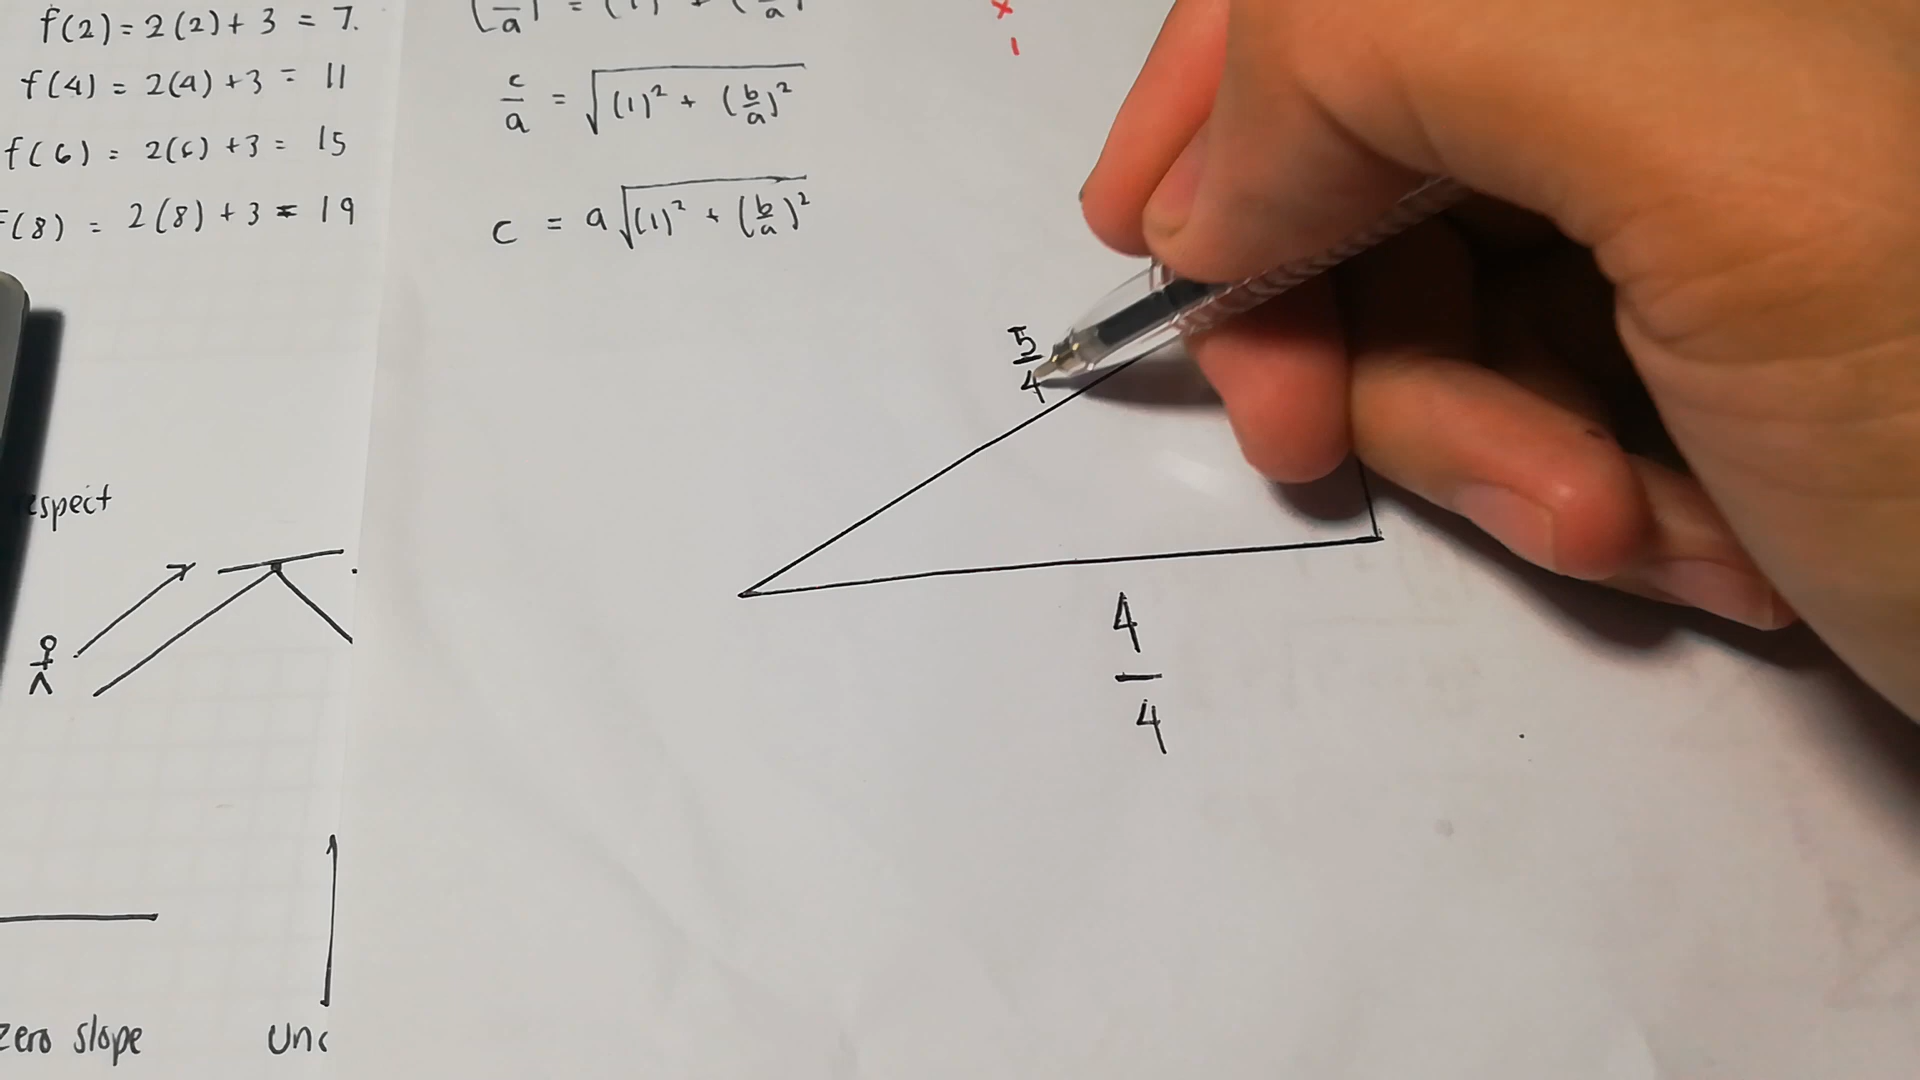 f(2) = 2(2) + 3 = 7.
f(4) = 2(4) + 3 = 11
f(6) = 2(6) + 3 = 15
f(8) = 2(8) + 3 = 19
c/a = √((1)² + (b/a)²)
c = a√((1)² + (b/a)²)
5/4
4/4
espect
zero slope